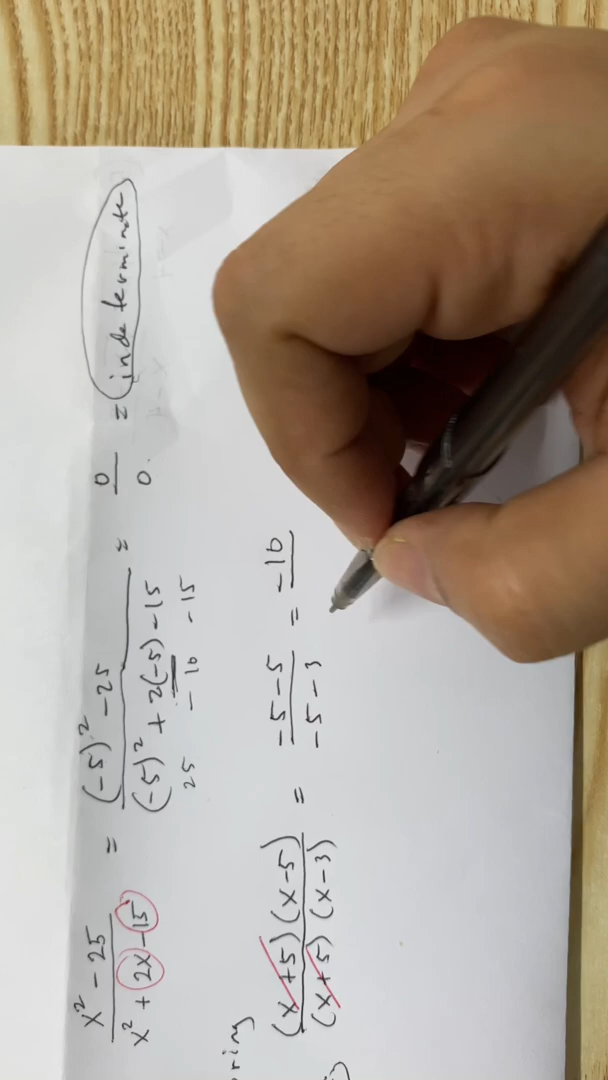 x² - 25 / x² + 2x - 15 = (-5)² - 25 / (-5)² + 2(-5) - 15 = 0 / 0. = indeterminate
25 - 10 - 15
ring
(x+5)(x-5) / (x+5)(x-3) = -5-5 / -5-3 = -10